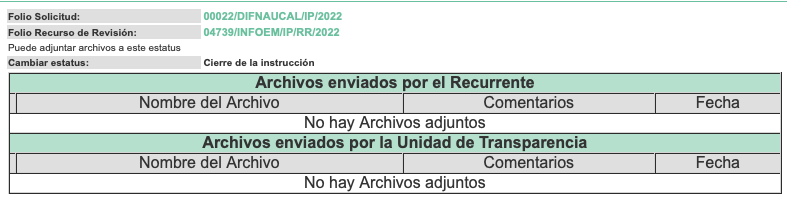 Folio Solicitud: 00022/DIFNAUCAL/IP/2022
Folio Recurso de Revisión: 04739/INFOEM/IP/RR/2022
Puede adjuntar archivos a este estatus
Cambiar estatus: Cierre de la instrucción
Archivos enviados por el Recurrente
Nombre del Archivo Comentarios Fecha
No hay Archivos adjuntos
Archivos enviados por la Unidad de Transparencia
Nombre del Archivo Comentarios Fecha
No hay Archivos adjuntos